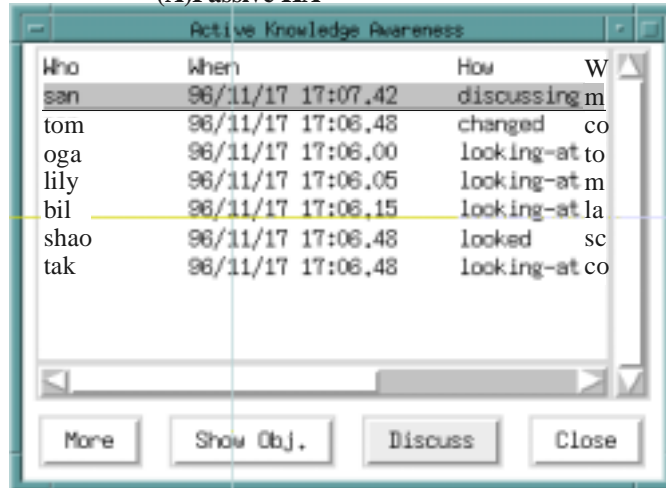 (A)Passive KA
Active Knowledge Awareness
Who When How W
san 96/11/17 17:07.42 discussing m
tom 96/11/17 17:06.48 changed co
oga 96/11/17 17:06.00 looking-at to
lily 96/11/17 17:06.05 looking-at m
bil 96/11/17 17:06.15 looking-at la
shao 96/11/17 17:06.48 looked sc
tak 96/11/17 17:06.48 looking-at co
More Show Obj. Discuss Close